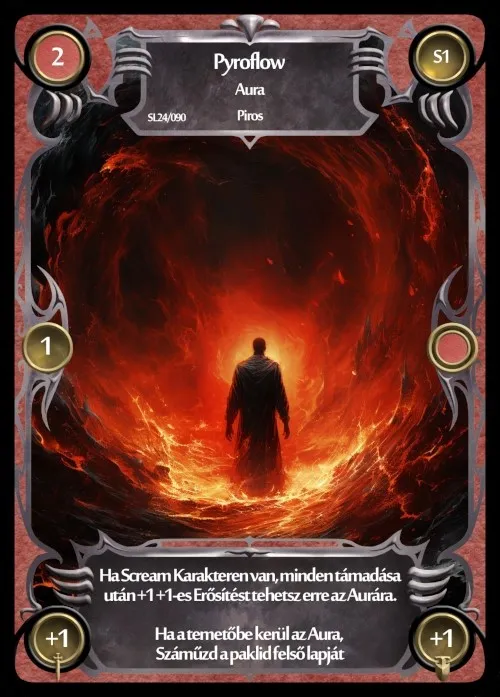 2
Pyroflow
S1
Aura
SL24/090
Piros
1
Ha Scream Karakteren van, minden támadása
után +1 +1-es Erősítést tehetsz erre az Aurára.
Ha a temetőbe kerül az Aura,
Száműzd a paklid felső lapját
+1
+1